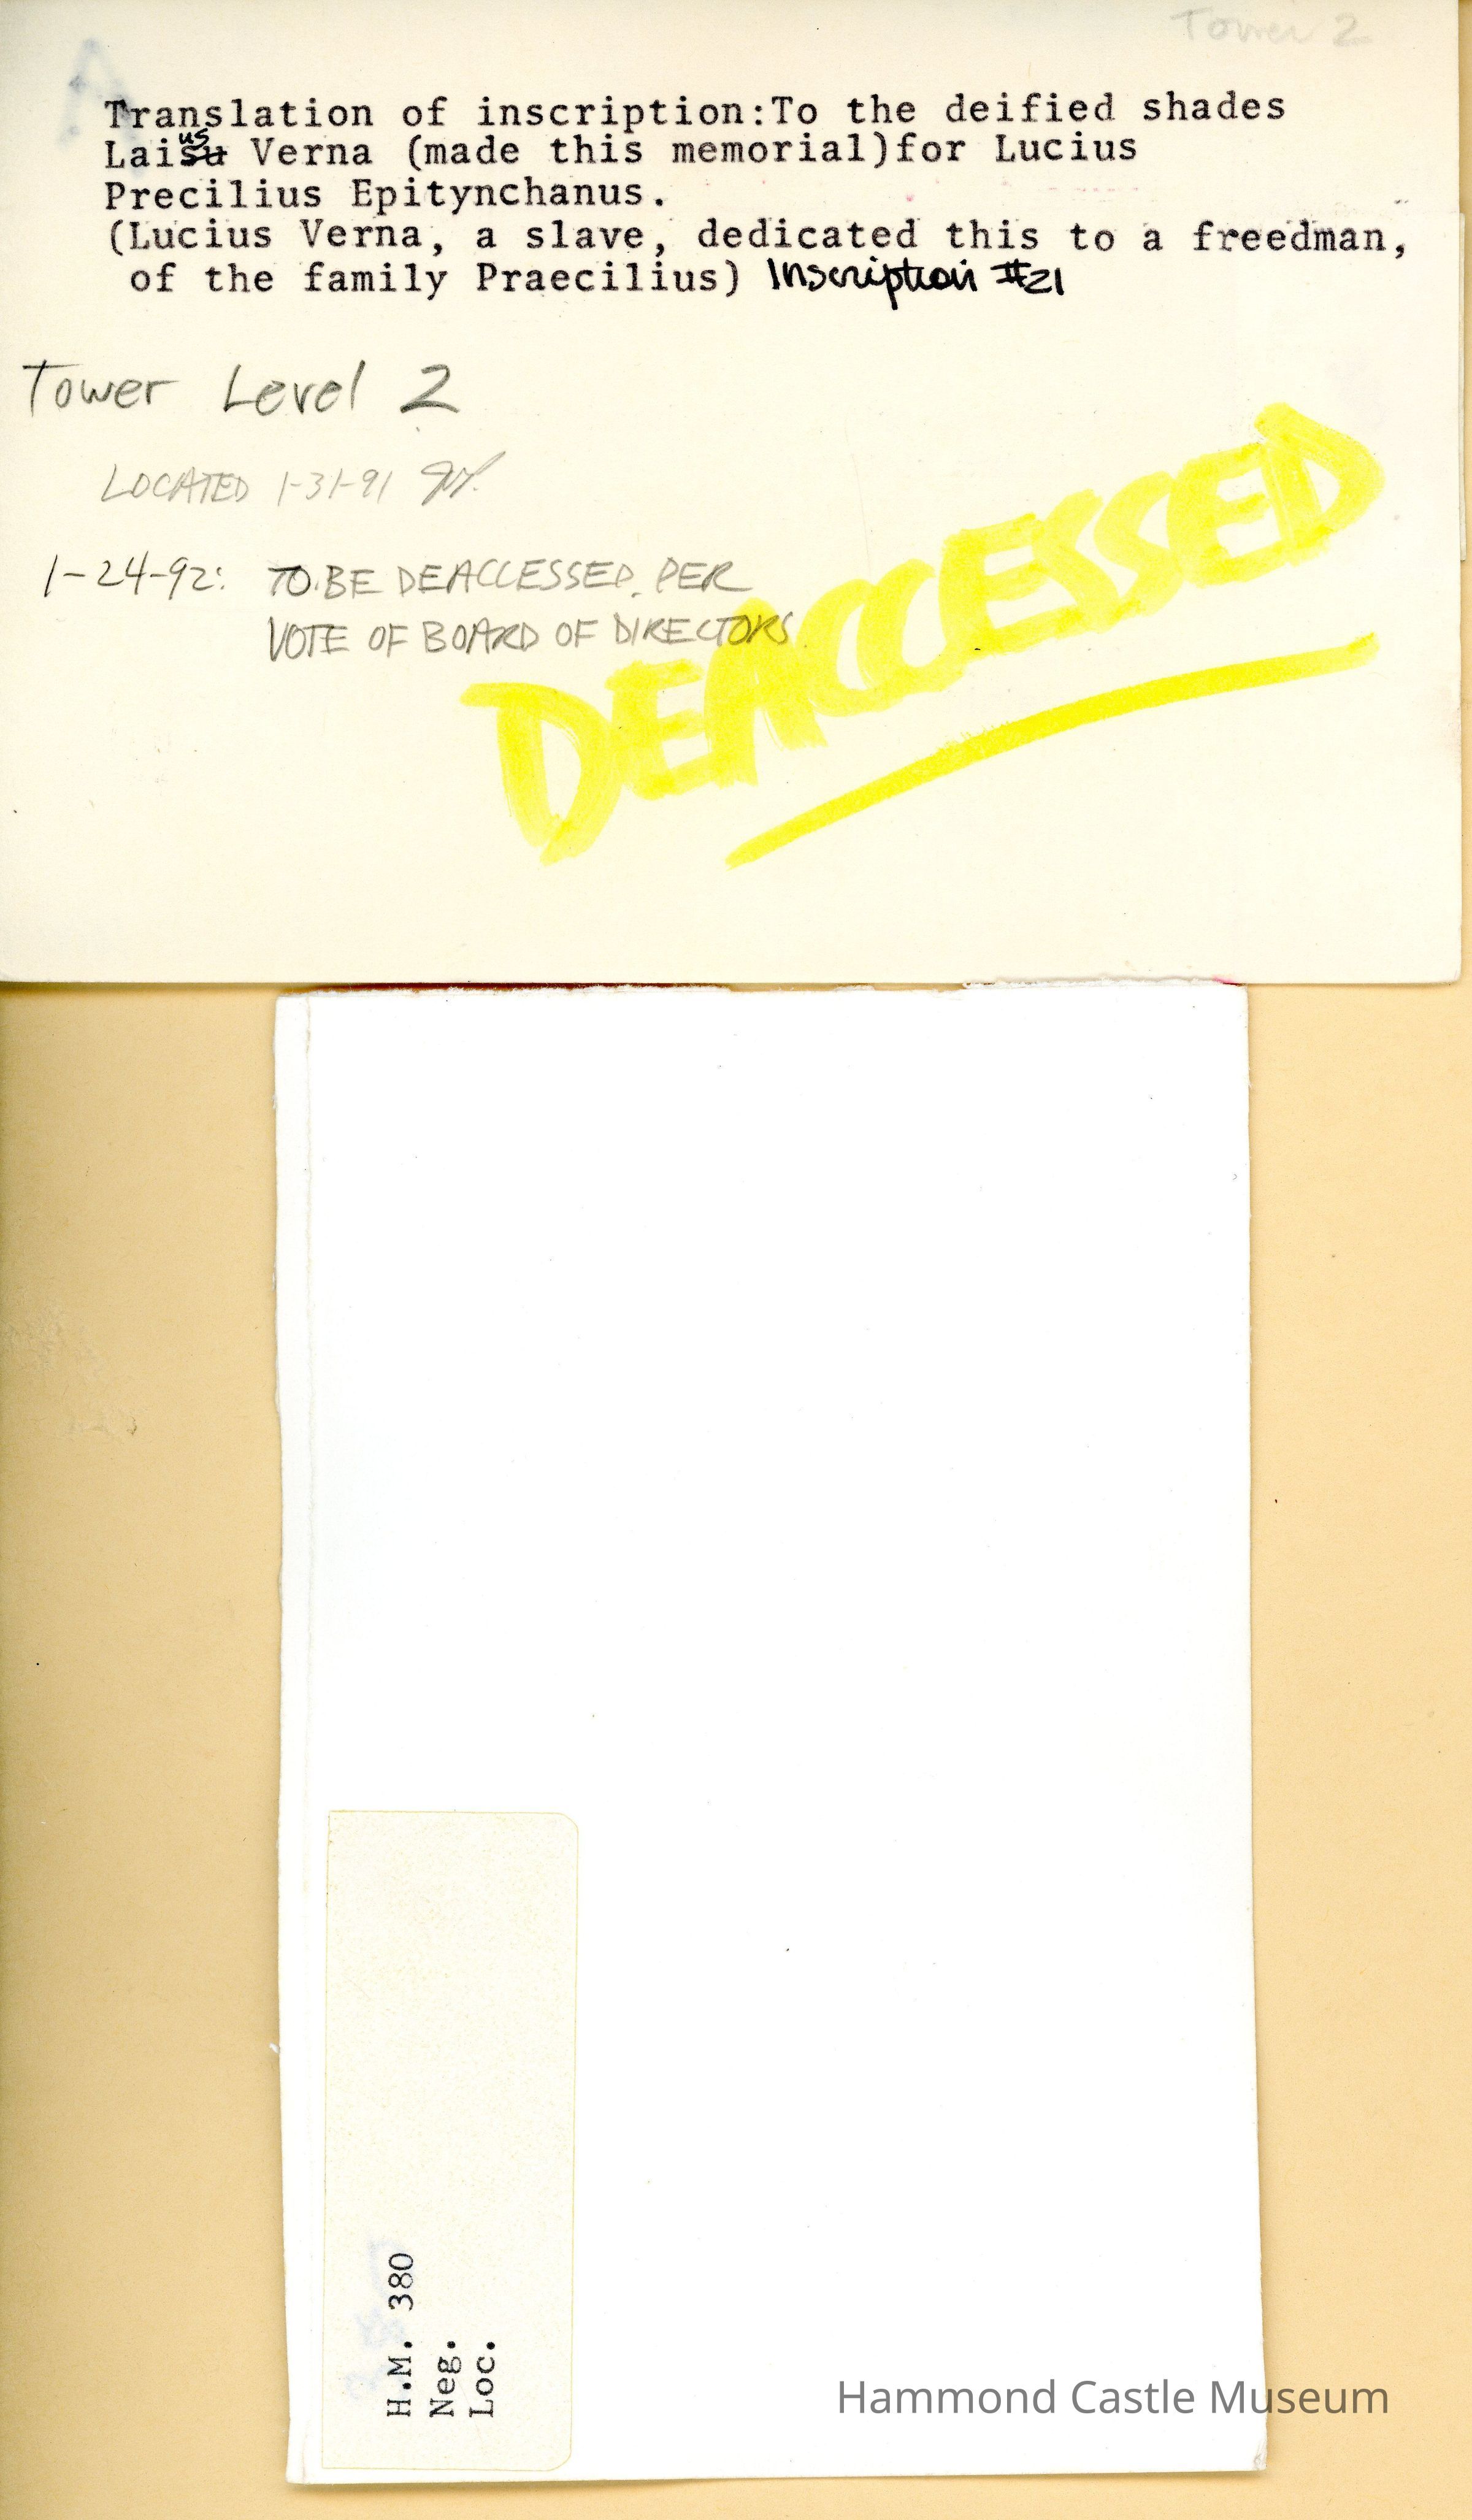 Tower 2
Translation of inscription:To the deified shades
Laisu us Verna (made this memorial)for Lucius
Precilius Epitynchanus.
(Lucius Verna, a slave, dedicated this to a freedman,
of the family Praecilius) Inscription #21
Tower Level 2
LOCATED 1-31-91
1-24-92: TO BE DEACCESSED, PER
VOTE OF BOARD OF DIRECTORS
DEACCESSED
H.M. 380
Neg.
Loc.
Hammond Castle Museum